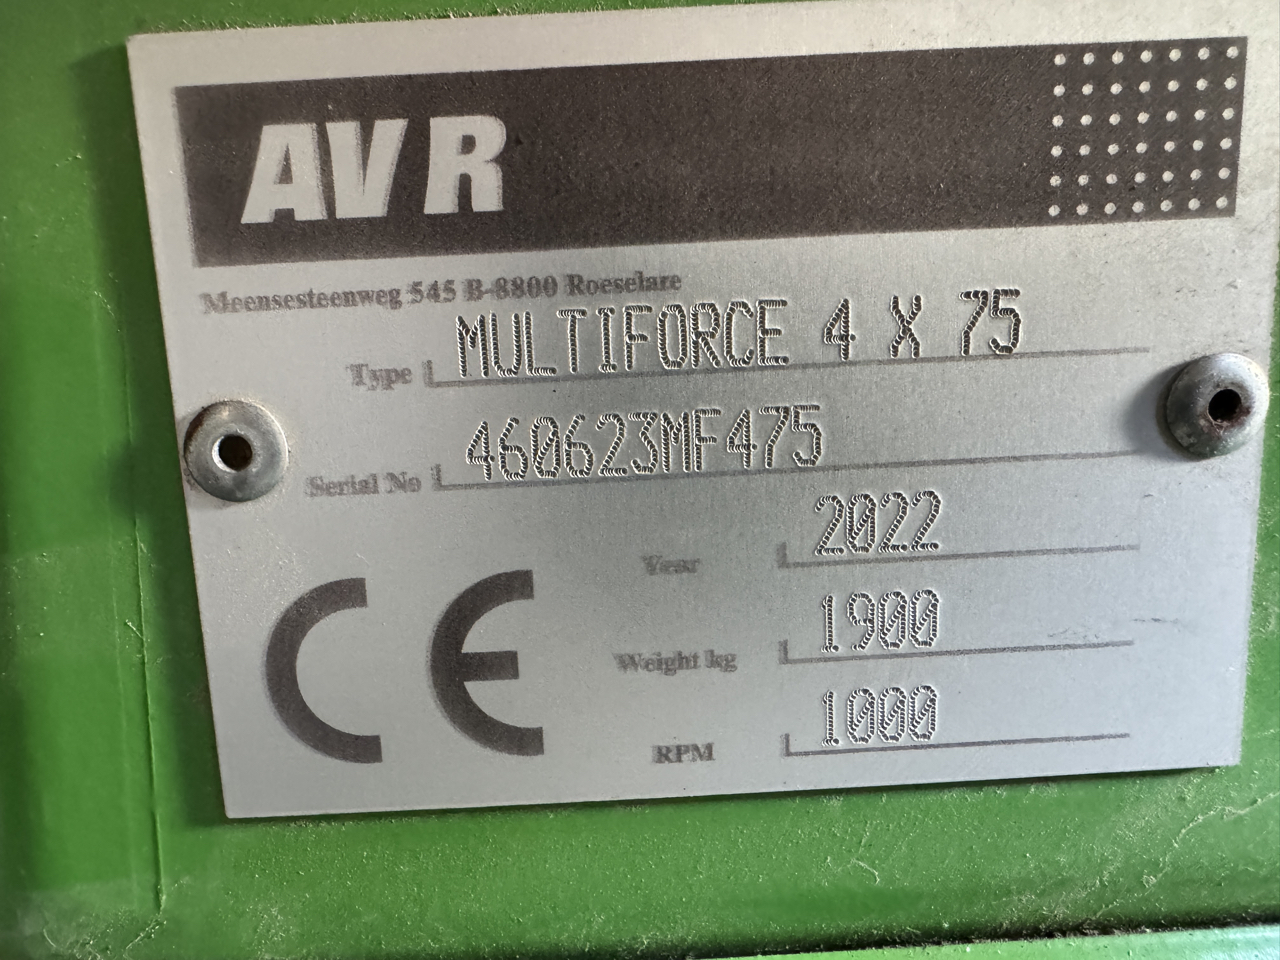 AVR
Meensesteenweg 545 B-8800 Roeselare
Type MULTIFORCE 4 X 75
Serial No 460623MF475
Year 2022
Weight kg 1900
RPM 1000
CE